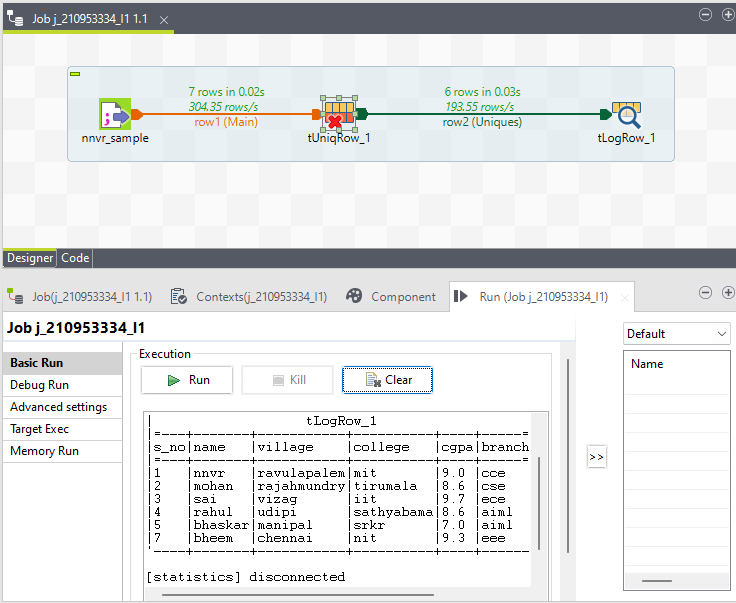 Job j_210953334_l1 1.1
7 rows in 0.02s
304.35 rows/s
row1 (Main)
6 rows in 0.03s
193.55 rows/s
row2 (Uniques)
nnvr_sample
tUniqRow_1
tLogRow_1
Designer Code
Job(j_210953334_l1 1.1) Contexts(j_210953334_l1) Component Run (Job j_210953334_l1)
Job j_210953334_l1
Default
Basic Run
Debug Run
Advanced settings
Target Exec
Memory Run
Execution
Run Kill Clear
Name
| tLogRow_1
|=----+-------+-----------+----------+----+------=
|s_no|name |village |college |cgpa|branch
|=----+-------+-----------+----------+----+------=
|1 |nnvr |ravulapalem|mit |9.0 |cce
|2 |mohan |rajahmundry|tirumala |8.6 |cse
|3 |sai |vizag |iit |9.7 |ece
|4 |rahul |udipi |sathyabama|8.6 |aiml
|5 |bhaskar|manipal |srkr |7.0 |aiml
|7 |bheem |chennai |nit |9.3 |eee
'----+-------+-----------+----------+----+------
[statistics] disconnected
>>